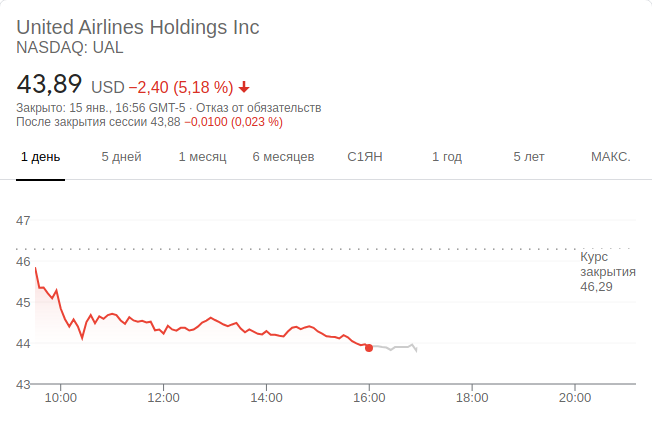 United Airlines Holdings Inc
NASDAQ: UAL
43,89 USD −2,40 (5,18 %)
Закрыто: 15 янв., 16:56 GMT-5 · Отказ от обязательств
После закрытия сессии 43,88 −0,0100 (0,023 %)
1 день 5 дней 1 месяц 6 месяцев С1ЯН 1 год 5 лет МАКС.
47
46
45
44
43
Курс
закрытия
46,29
10:00 12:00 14:00 16:00 18:00 20:00